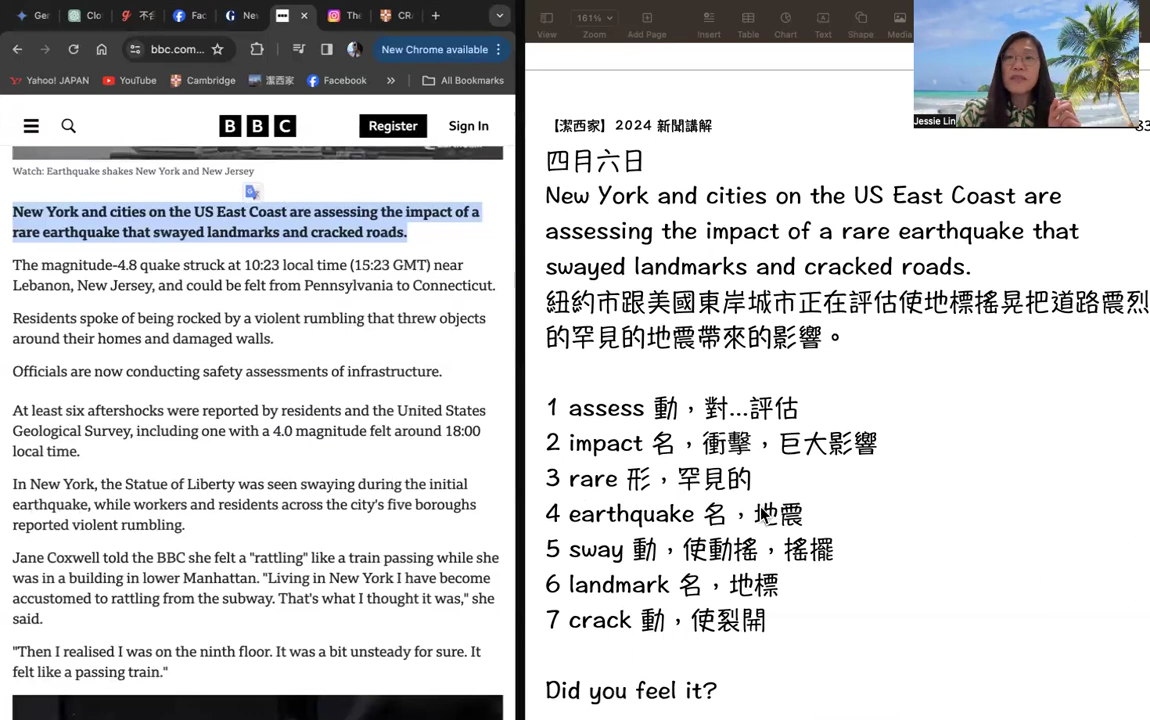 Ger
Clo
不合
Fac
Nev
The
CR
bbc.com...
New Chrome available
Yahoo! JAPAN
YouTube
Cambridge
潔西家
Facebook
»
All Bookmarks
BBC
Register
Sign In
Watch: Earthquake shakes New York and New Jersey
New York and cities on the US East Coast are assessing the impact of a
rare earthquake that swayed landmarks and cracked roads.
The magnitude-4.8 quake struck at 10:23 local time (15:23 GMT) near
Lebanon, New Jersey, and could be felt from Pennsylvania to Connecticut.
Residents spoke of being rocked by a violent rumbling that threw objects
around their homes and damaged walls.
Officials are now conducting safety assessments of infrastructure.
At least six aftershocks were reported by residents and the United States
Geological Survey, including one with a 4.0 magnitude felt around 18:00
local time.
In New York, the Statue of Liberty was seen swaying during the initial
earthquake, while workers and residents across the city's five boroughs
reported violent rumbling.
Jane Coxwell told the BBC she felt a "rattling" like a train passing while she
was in a building in lower Manhattan. "Living in New York I have become
accustomed to rattling from the subway. That's what I thought it was," she
said.
"Then I realised I was on the ninth floor. It was a bit unsteady for sure. It
felt like a passing train."
161%
View
Zoom
Add Page
Insert
Table
Chart
Text
Shape
Media
Jessie Lin
【潔西家】2024 新聞講解
四月六日
New York and cities on the US East Coast are
assessing the impact of a rare earthquake that
swayed landmarks and cracked roads.
紐約市跟美國東岸城市正在評估使地標搖晃把道路震烈
的罕見的地震帶來的影響。
1 assess 動，對...評估
2 impact 名，衝擊，巨大影響
3 rare 形，罕見的
4 earthquake 名，地震
5 sway 動，使動搖，搖擺
6 landmark 名，地標
7 crack 動，使裂開
Did you feel it?